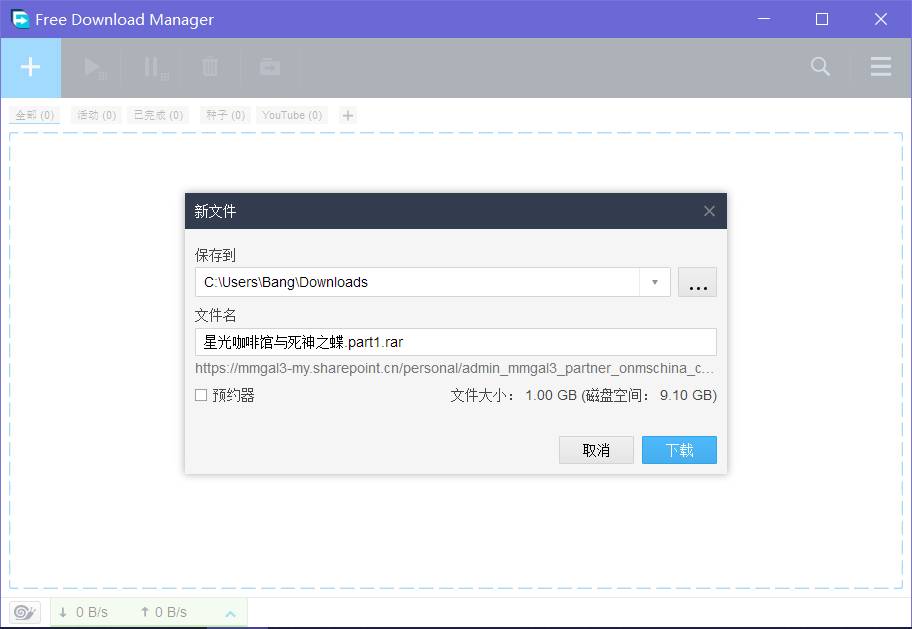 Free Download Manager
全部 (0) 活动 (0) 已完成 (0) 种子 (0) YouTube (0) +
新文件
保存到
C:\Users\Bang\Downloads ...
文件名
星光咖啡馆与死神之蝶.part1.rar
https://mmgal3-my.sharepoint.cn/personal/admin_mmgal3_partner_onmschina_c...
预约器 文件大小： 1.00 GB (磁盘空间： 9.10 GB)
取消 下载
↓ 0 B/s ↑ 0 B/s